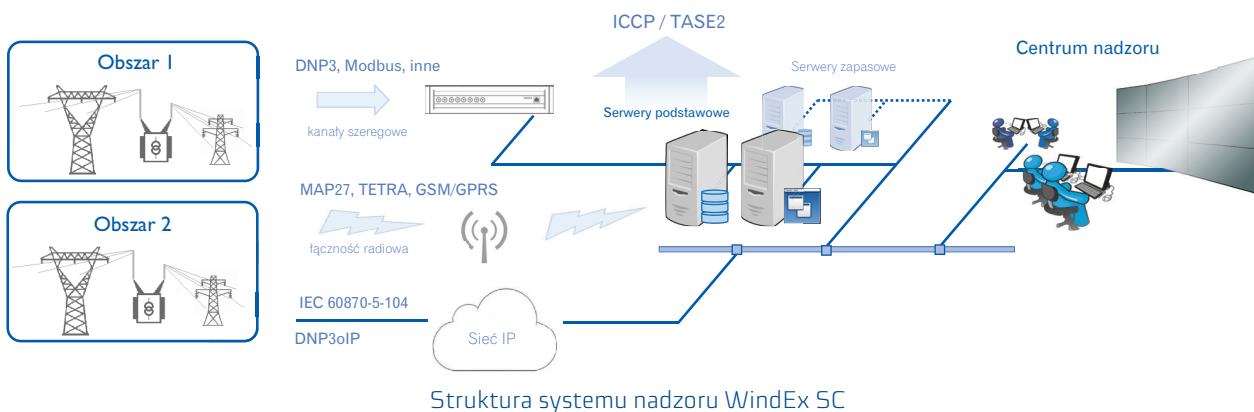 ICCP / TASE2
Obszar 1
DNP3, Modbus, inne
kanały szeregowe
Serwery podstawowe
Serwery zapasowe
Centrum nadzoru
Obszar 2
MAP27, TETRA, GSM/GPRS
łączność radiowa
IEC 60870-5-104
DNP3oIP
Sieć IP
Struktura systemu nadzoru WindEx SC